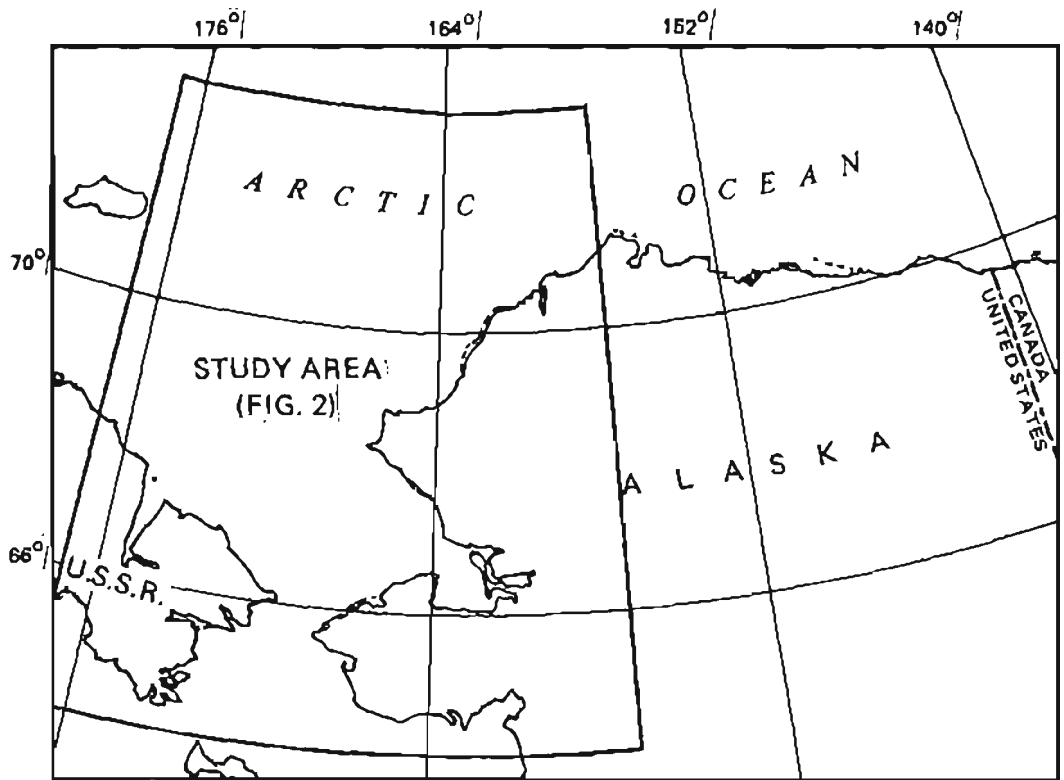 176° 164° 152° 140°
ARCTIC OCEAN
70°
STUDY AREA
(FIG. 2)
CANADA
UNITED STATES
ALASKA
66°
U.S.S.R.